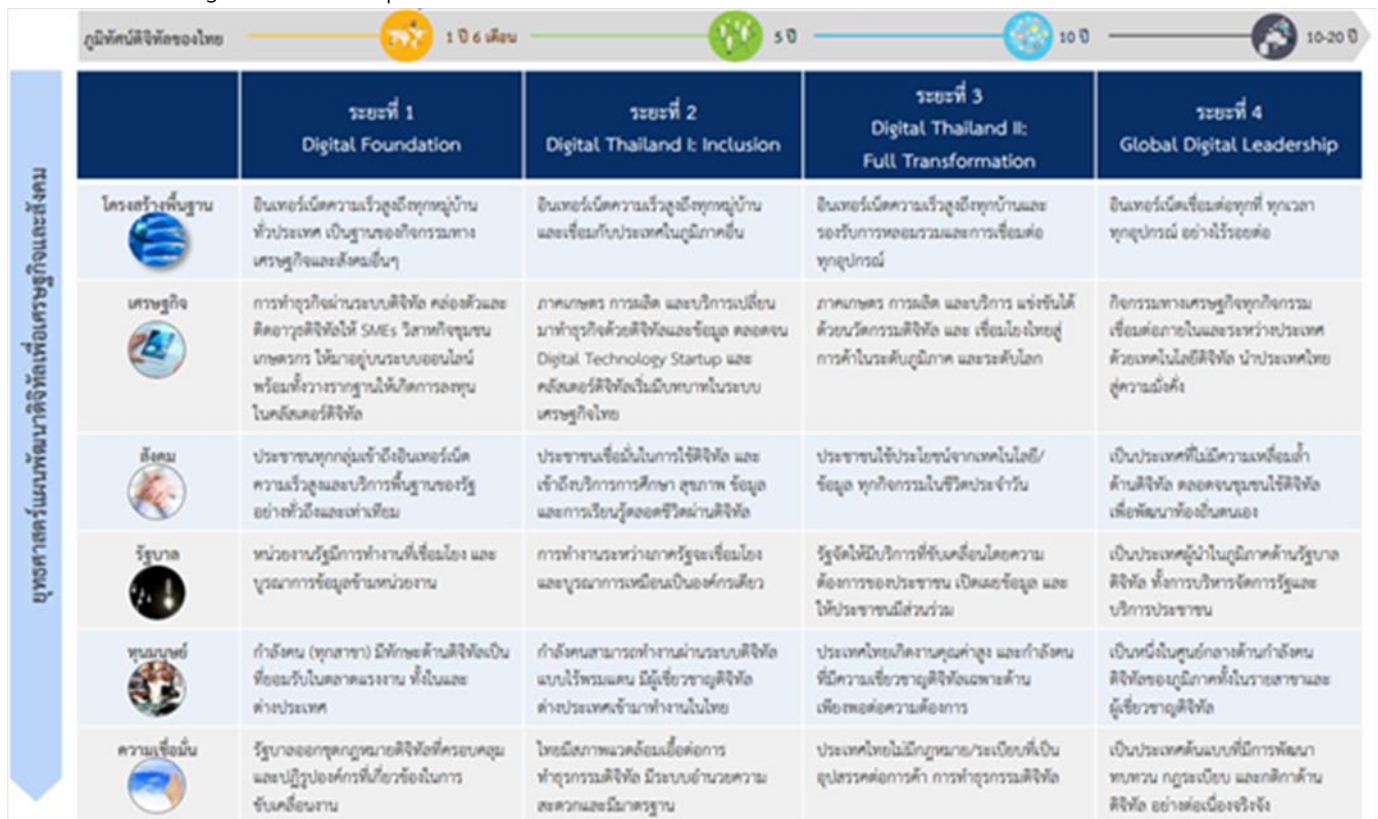 ภูมิทัศน์ดิจิทัลของไทย
1 ปี 6 เดือน
5 ปี
10 ปี
10-20 ปี
ยุทธศาสตร์แผนพัฒนาดิจิทัลเพื่อเศรษฐกิจและสังคม
ระยะที่ 1
Digital Foundation
ระยะที่ 2
Digital Thailand I: Inclusion
ระยะที่ 3
Digital Thailand II:
Full Transformation
ระยะที่ 4
Global Digital Leadership
โครงสร้างพื้นฐาน
อินเทอร์เน็ตความเร็วสูงถึงทุกหมู่บ้าน
ทั่วประเทศ เป็นฐานของกิจกรรมทาง
เศรษฐกิจและสังคมอื่นๆ
อินเทอร์เน็ตความเร็วสูงถึงทุกหมู่บ้าน
และเชื่อมกับประเทศในภูมิภาคอื่น
อินเทอร์เน็ตความเร็วสูงถึงทุกบ้านและ
รองรับการหลอมรวมและการเชื่อมต่อ
ทุกอุปกรณ์
อินเทอร์เน็ตเชื่อมต่อทุกที่ ทุกเวลา
ทุกอุปกรณ์ อย่างไร้รอยต่อ
เศรษฐกิจ
การทำธุรกิจผ่านระบบดิจิทัล คล่องตัวและ
ติดอาวุธดิจิทัลให้ SMEs วิสาหกิจชุมชน
เกษตรกร ให้มาอยู่บนระบบออนไลน์
พร้อมทั้งวางรากฐานให้เกิดการลงทุน
ในคลัสเตอร์ดิจิทัล
ภาคเกษตร การผลิต และบริการเปลี่ยน
มาทำธุรกิจด้วยดิจิทัลและข้อมูล ตลอดจน
Digital Technology Startup และ
คลัสเตอร์ดิจิทัลเริ่มมีบทบาทในระบบ
เศรษฐกิจไทย
ภาคเกษตร การผลิต และบริการ แข่งขันได้
ด้วยนวัตกรรมดิจิทัล และ เชื่อมโยงไทยสู่
การค้าในระดับภูมิภาค และระดับโลก
กิจกรรมทางเศรษฐกิจทุกกิจกรรม
เชื่อมต่อภายในและระหว่างประเทศ
ด้วยเทคโนโลยีดิจิทัล นำประเทศไทย
สู่ความมั่งคั่ง
สังคม
ประชาชนทุกกลุ่มเข้าถึงอินเทอร์เน็ต
ความเร็วสูงและบริการพื้นฐานของรัฐ
อย่างทั่วถึงและเท่าเทียม
ประชาชนเชื่อมั่นในการใช้ดิจิทัล และ
เข้าถึงบริการการศึกษา สุขภาพ ข้อมูล
และการเรียนรู้ตลอดชีวิตผ่านดิจิทัล
ประชาชนใช้ประโยชน์จากเทคโนโลยี/
ข้อมูล ทุกกิจกรรมในชีวิตประจำวัน
เป็นประเทศที่ไม่มีความเหลื่อมล้ำ
ด้านดิจิทัล ตลอดจนชุมชนใช้ดิจิทัล
เพื่อพัฒนาท้องถิ่นตนเอง
รัฐบาล
หน่วยงานรัฐมีการทำงานที่เชื่อมโยง และ
บูรณาการข้อมูลข้ามหน่วยงาน
การทำงานระหว่างภาครัฐจะเชื่อมโยง
และบูรณาการเหมือนเป็นองค์กรเดียว
รัฐจัดให้มีบริการที่ขับเคลื่อนโดยความ
ต้องการของประชาชน เปิดเผยข้อมูล และ
ให้ประชาชนมีส่วนร่วม
เป็นประเทศผู้นำในภูมิภาคด้านรัฐบาล
ดิจิทัล ทั้งการบริหารจัดการรัฐและ
บริการประชาชน
ทุนมนุษย์
กำลังคน (ทุกสาขา) มีทักษะด้านดิจิทัลเป็น
ที่ยอมรับในตลาดแรงงาน ทั้งในและ
ต่างประเทศ
กำลังคนสามารถทำงานผ่านระบบดิจิทัล
แบบไร้พรมแดน มีผู้เชี่ยวชาญดิจิทัล
ต่างประเทศเข้ามาทำงานในไทย
ประเทศไทยเกิดงานคุณค่าสูง และกำลังคน
ที่มีความเชี่ยวชาญดิจิทัลเฉพาะด้าน
เพียงพอต่อความต้องการ
เป็นหนึ่งในศูนย์กลางด้านกำลังคน
ดิจิทัลของภูมิภาคทั้งในรายสาขาและ
ผู้เชี่ยวชาญดิจิทัล
ความเชื่อมั่น
รัฐบาลออกชุดกฎหมายดิจิทัลที่ครอบคลุม
และปฏิรูปองค์กรที่เกี่ยวข้องในการ
ขับเคลื่อนงาน
ไทยมีสภาพแวดล้อมเอื้อต่อการ
ทำธุรกรรมดิจิทัล มีระบบอำนวยความ
สะดวกและมีมาตรฐาน
ประเทศไทยไม่มีกฎหมาย/ระเบียบที่เป็น
อุปสรรคต่อการค้า การทำธุรกรรมดิจิทัล
เป็นประเทศต้นแบบที่มีการพัฒนา
ทบทวน กฎระเบียบ และกติกาด้าน
ดิจิทัล อย่างต่อเนื่องจริงจัง